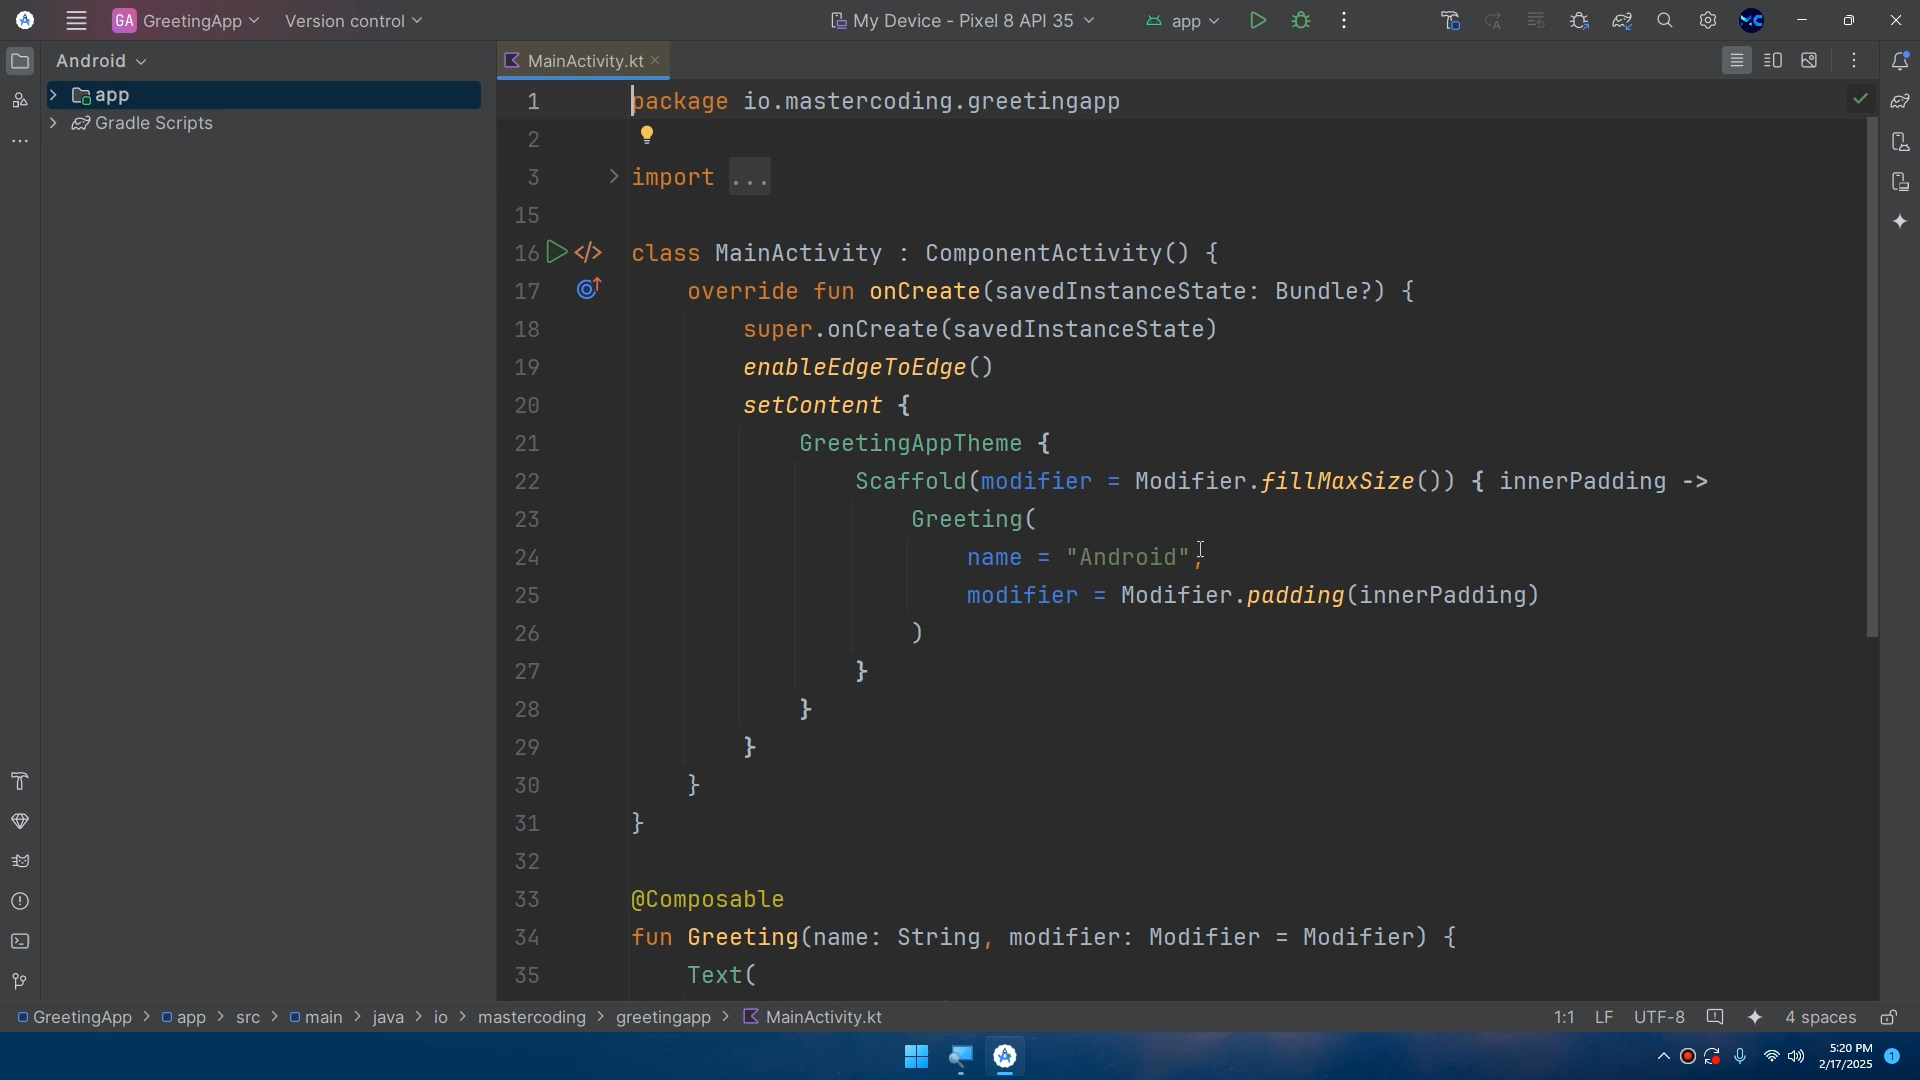 GA GreetingApp Version control My Device - Pixel 8 API 35 app
Android MainActivity.kt
app
Gradle Scripts
1 package io.mastercoding.greetingapp
2
3 import ...
15
16 class MainActivity : ComponentActivity() {
17 override fun onCreate(savedInstanceState: Bundle?) {
18 super.onCreate(savedInstanceState)
19 enableEdgeToEdge()
20 setContent {
21 GreetingAppTheme {
22 Scaffold(modifier = Modifier.fillMaxSize()) { innerPadding ->
23 Greeting(
24 name = "Android",
25 modifier = Modifier.padding(innerPadding)
26 )
27 }
28 }
29 }
30 }
31 }
32
33 @Composable
34 fun Greeting(name: String, modifier: Modifier = Modifier) {
35 Text(
GreetingApp > app > src > main > java > io > mastercoding > greetingapp > MainActivity.kt 1:1 LF UTF-8 4 spaces
5:20 PM
2/17/2025 1